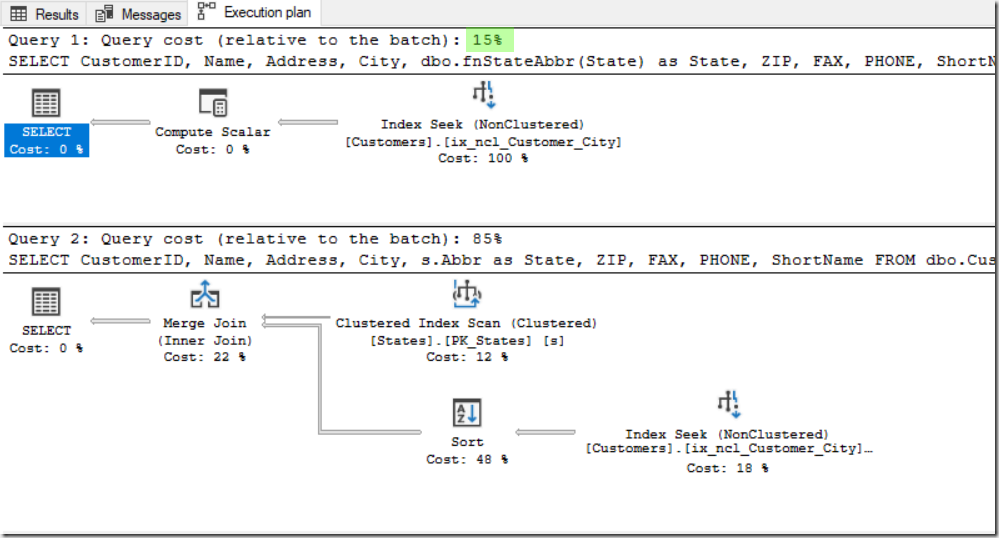 Results Messages Execution plan
Query 1: Query cost (relative to the batch): 15%
SELECT CustomerID, Name, Address, City, dbo.fnStateAbbr(State) as State, ZIP, FAX, PHONE, ShortN
SELECT
Cost: 0 %
Compute Scalar
Cost: 0 %
Index Seek (NonClustered)
[Customers].[ix_ncl_Customer_City]
Cost: 100 %
Query 2: Query cost (relative to the batch): 85%
SELECT CustomerID, Name, Address, City, s.Abbr as State, ZIP, FAX, PHONE, ShortName FROM dbo.Cus
SELECT
Cost: 0 %
Merge Join
(Inner Join)
Cost: 22 %
Clustered Index Scan (Clustered)
[States].[PK_States] [s]
Cost: 12 %
Sort
Cost: 48 %
Index Seek (NonClustered)
[Customers].[ix_ncl_Customer_City]…
Cost: 18 %